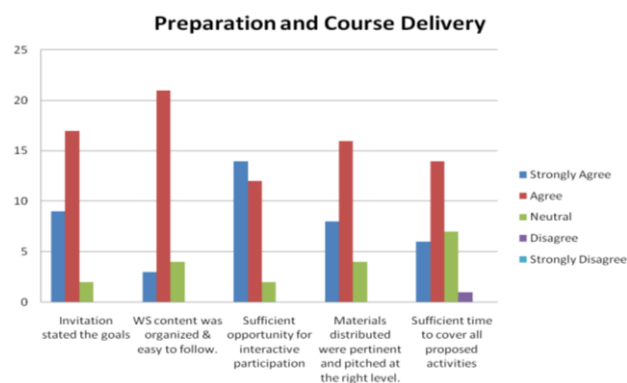 Preparation and Course Delivery
25
20
15
10
5
0
Invitation
stated the goals
WS content was
organized &
easy to follow.
Sufficient
opportunity for
interactive
participation
Materials
distributed
were pertinent
and pitched at
the right level.
Sufficient time
to cover all
proposed
activities
Strongly Agree
Agree
Neutral
Disagree
Strongly Disagree